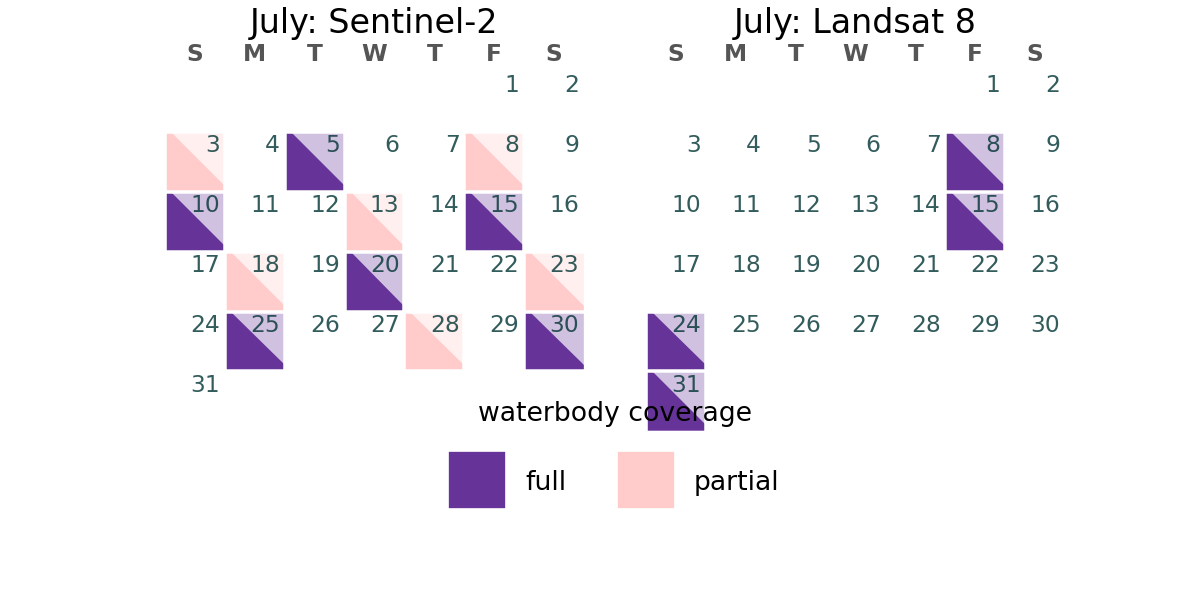 July: Sentinel-2
S M T W T F S
1 2
3 4 5 6 7 8 9
10 11 12 13 14 15 16
17 18 19 20 21 22 23
24 25 26 27 28 29 30
31
July: Landsat 8
S M T W T F S
1 2
3 4 5 6 7 8 9
10 11 12 13 14 15 16
17 18 19 20 21 22 23
24 25 26 27 28 29 30
31
waterbody coverage
full partial